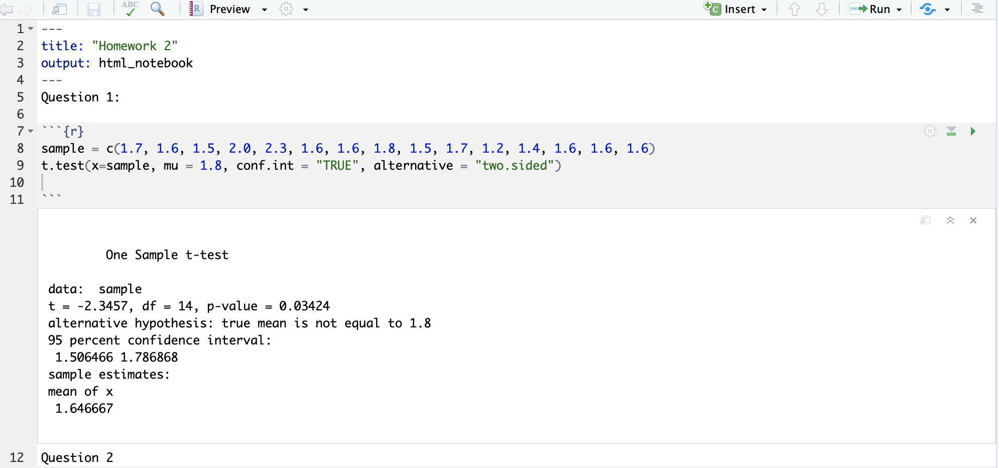 ABC
R Preview
C Insert
Run
1 ---
2 title: "Homework 2"
3 output: html_notebook
4 ---
5 Question 1:
6
7 ```{r}
8 sample = c(1.7, 1.6, 1.5, 2.0, 2.3, 1.6, 1.6, 1.8, 1.5, 1.7, 1.2, 1.4, 1.6, 1.6, 1.6)
9 t.test(x=sample, mu = 1.8, conf.int = "TRUE", alternative = "two.sided")
10
11 ```
One Sample t-test
data:  sample
t = -2.3457, df = 14, p-value = 0.03424
alternative hypothesis: true mean is not equal to 1.8
95 percent confidence interval:
1.506466 1.786868
sample estimates:
mean of x
1.646667
12 Question 2